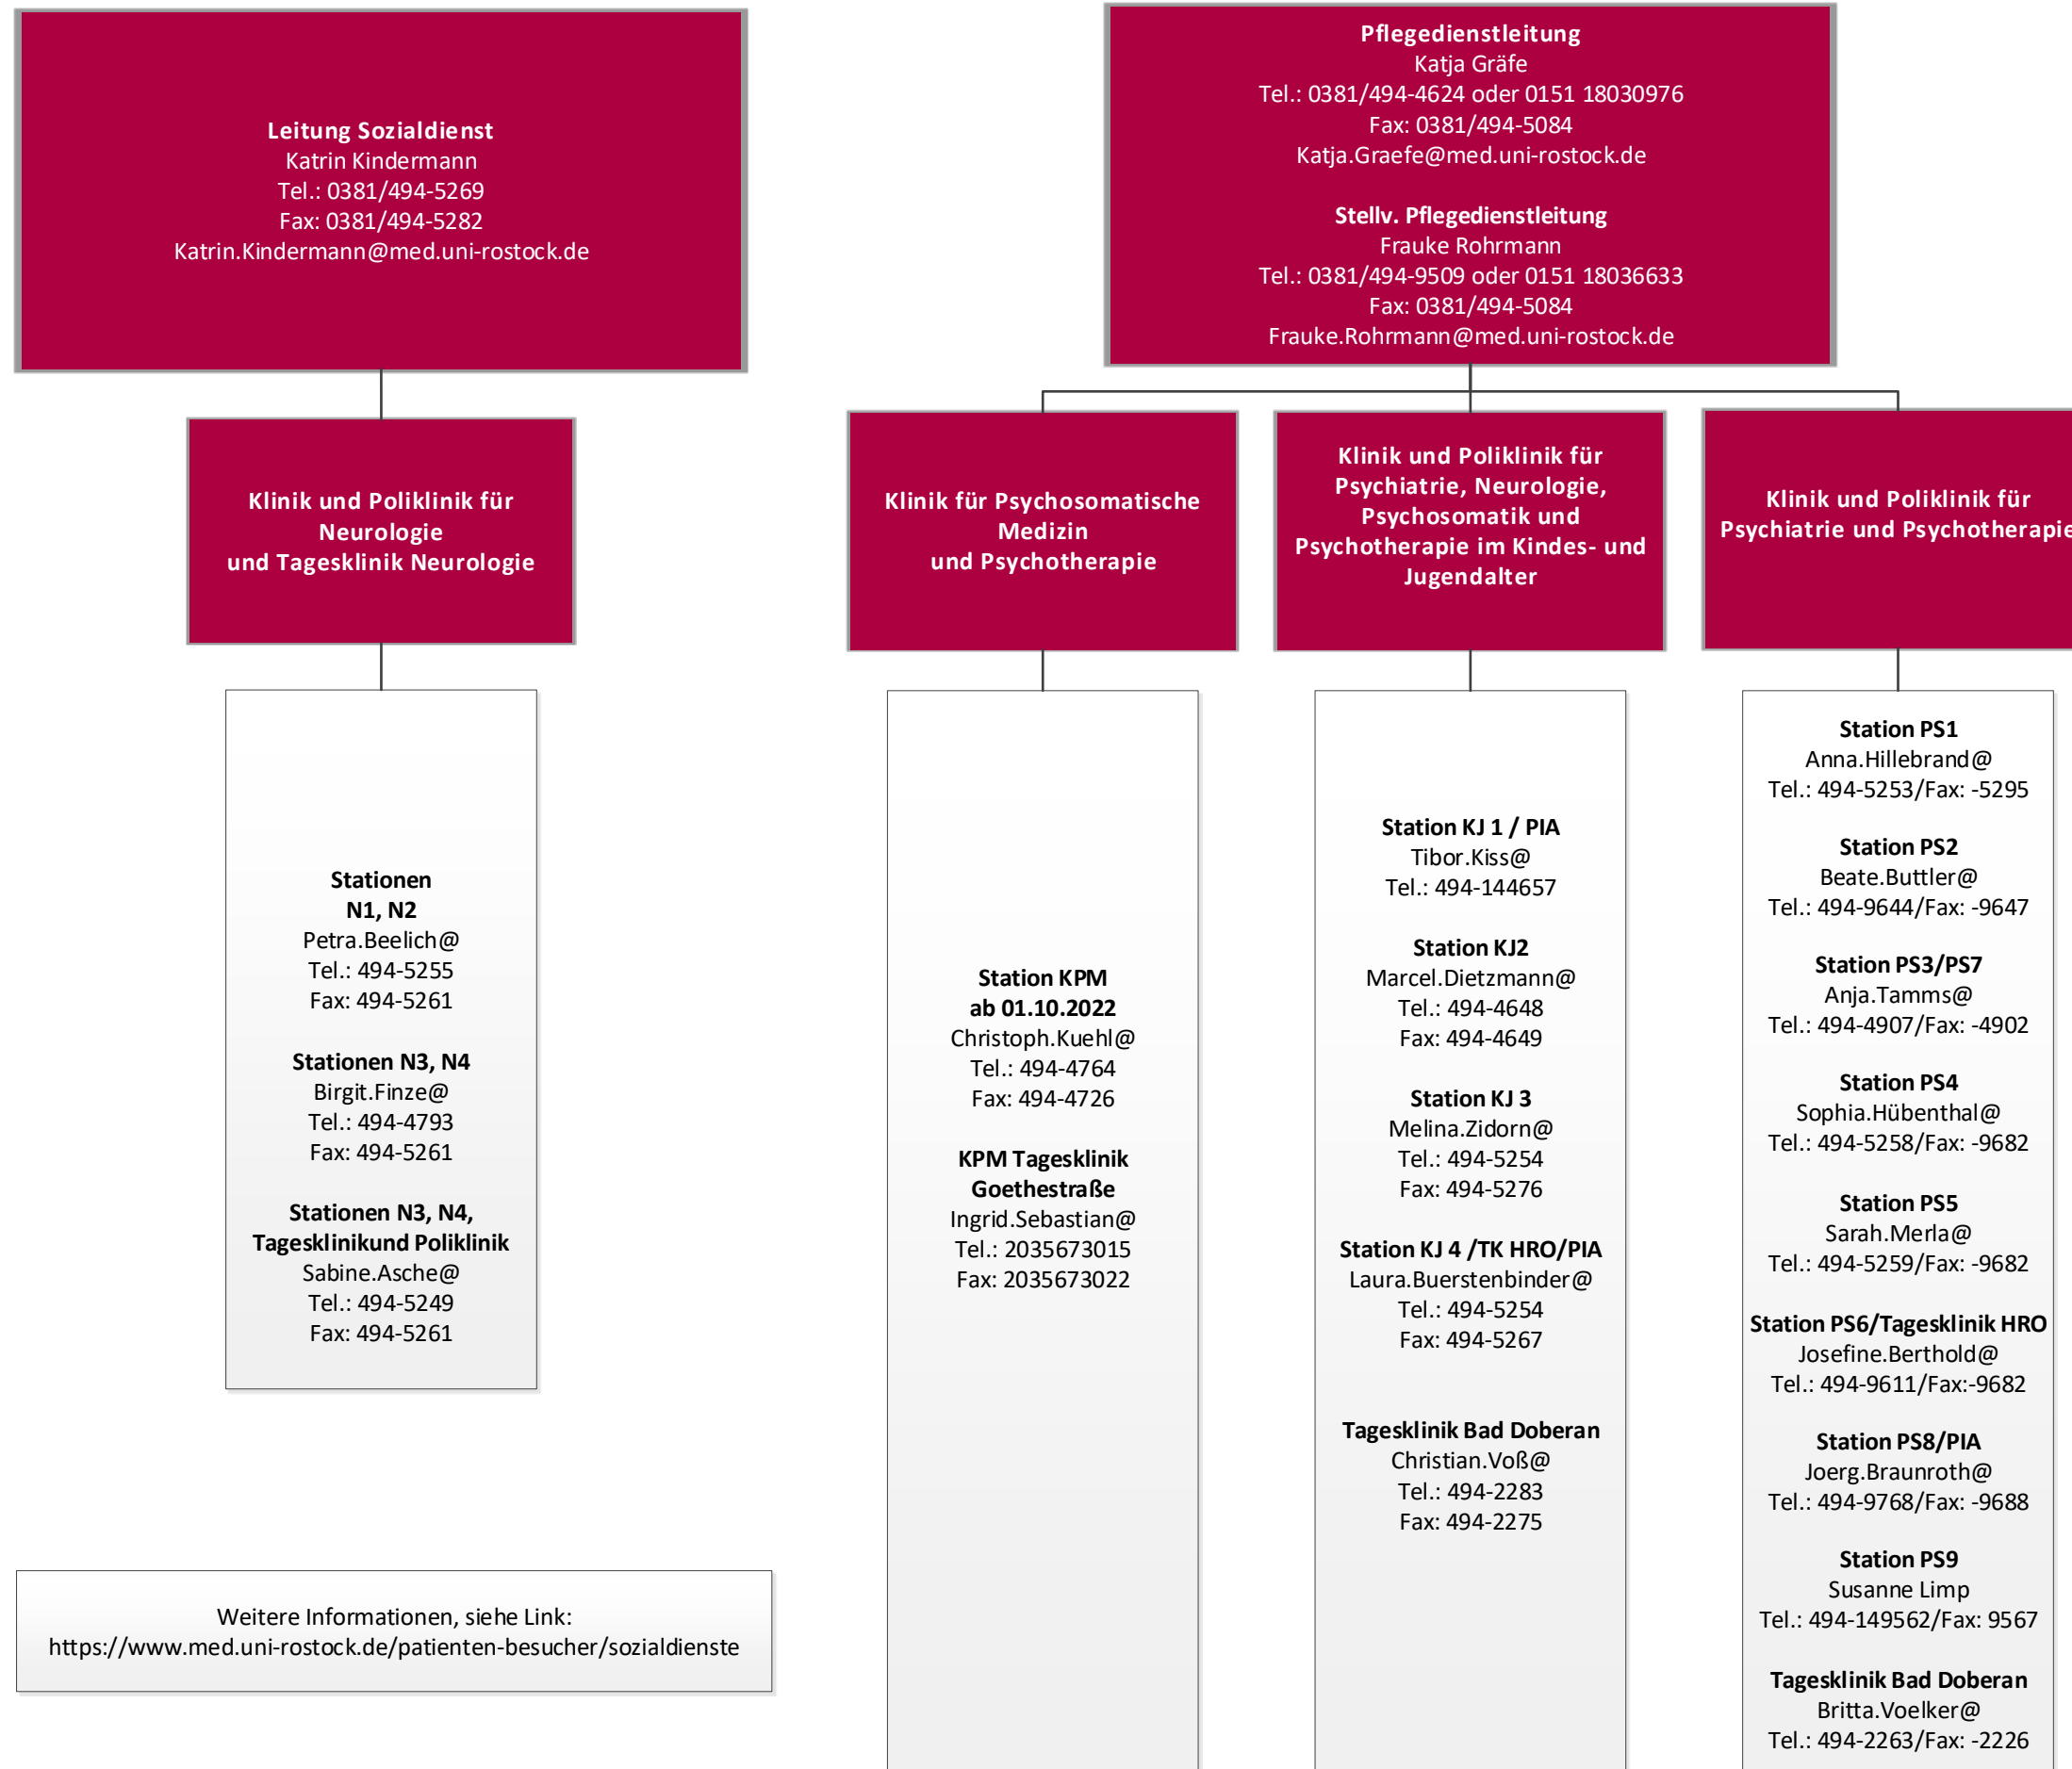 Leitung Sozialdienst
Katrin Kindermann
Tel.: 0381/494-5269
Fax: 0381/494-5282
Katrin.Kindermann@med.uni-rostock.de
Pflegedienstleitung
Katja Gräfe
Tel.: 0381/494-4624 oder 0151 18030976
Fax: 0381/494-5084
Katja.Graefe@med.uni-rostock.de
Stellv. Pflegedienstleitung
Frauke Rohrmann
Tel.: 0381/494-9509 oder 0151 18036633
Fax: 0381/494-5084
Frauke.Rohrmann@med.uni-rostock.de
Klinik und Poliklinik für
Neurologie
und Tagesklinik Neurologie
Klinik für Psychosomatische
Medizin
und Psychotherapie
Klinik und Poliklinik für
Psychiatrie, Neurologie,
Psychosomatik und
Psychotherapie im Kindes- und
Jugendalter
Klinik und Poliklinik für
Psychiatrie und Psychotherapie
Stationen
N1, N2
Petra.Beelich@
Tel.: 494-5255
Fax: 494-5261
Stationen N3, N4
Birgit.Finze@
Tel.: 494-4793
Fax: 494-5261
Stationen N3, N4,
Tagesklinikund Poliklinik
Sabine.Asche@
Tel.: 494-5249
Fax: 494-5261
Station KPM
ab 01.10.2022
Christoph.Kuehl@
Tel.: 494-4764
Fax: 494-4726
KPM Tagesklinik
Goethestraße
Ingrid.Sebastian@
Tel.: 2035673015
Fax: 2035673022
Station KJ 1 / PIA
Tibor.Kiss@
Tel.: 494-144657
Station KJ2
Marcel.Dietzmann@
Tel.: 494-4648
Fax: 494-4649
Station KJ 3
Melina.Zidorn@
Tel.: 494-5254
Fax: 494-5276
Station KJ 4 /TK HRO/PIA
Laura.Buerstenbinder@
Tel.: 494-5254
Fax: 494-5267
Tagesklinik Bad Doberan
Christian.Voß@
Tel.: 494-2283
Fax: 494-2275
Station PS1
Anna.Hillebrand@
Tel.: 494-5253/Fax: -5295
Station PS2
Beate.Buttler@
Tel.: 494-9644/Fax: -9647
Station PS3/PS7
Anja.Tamms@
Tel.: 494-4907/Fax: -4902
Station PS4
Sophia.Hübenthal@
Tel.: 494-5258/Fax: -9682
Station PS5
Sarah.Merla@
Tel.: 494-5259/Fax: -9682
Station PS6/Tagesklinik HRO
Josefine.Berthold@
Tel.: 494-9611/Fax:-9682
Station PS8/PIA
Joerg.Braunroth@
Tel.: 494-9768/Fax: -9688
Station PS9
Susanne Limp
Tel.: 494-149562/Fax: 9567
Tagesklinik Bad Doberan
Britta.Voelker@
Tel.: 494-2263/Fax: -2226
Weitere Informationen, siehe Link:
https://www.med.uni-rostock.de/patienten-besucher/sozialdienste